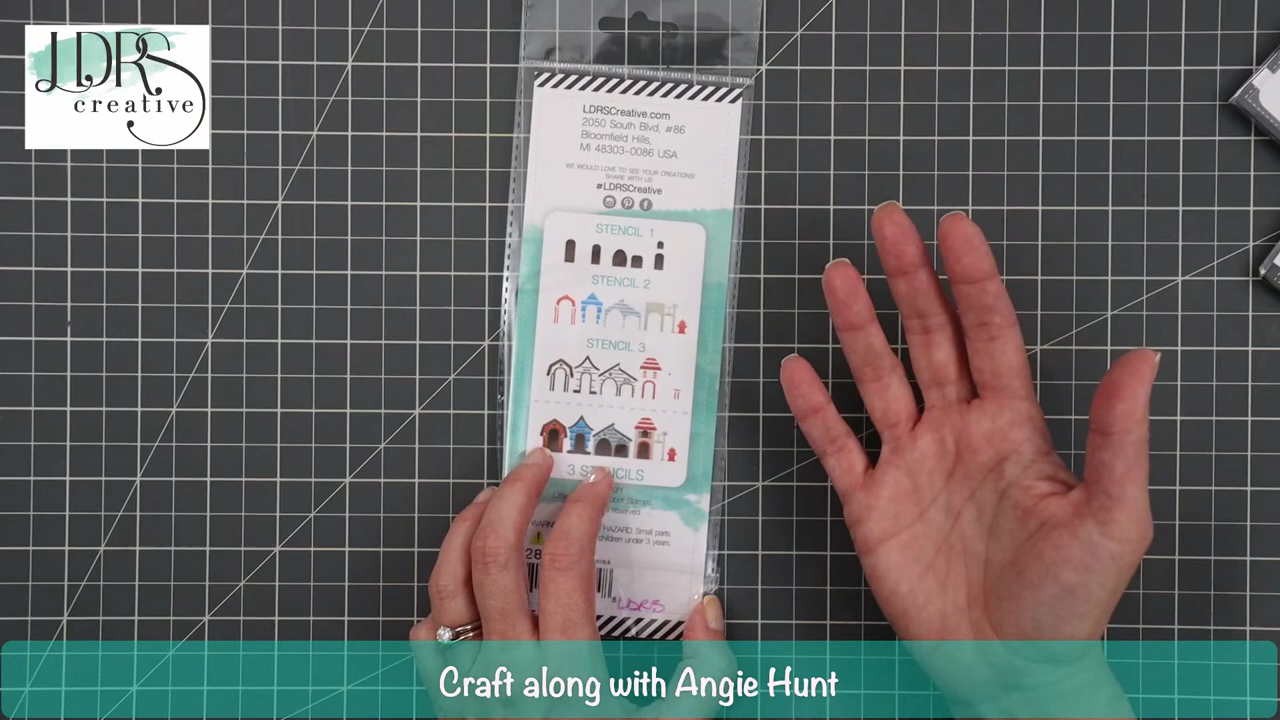 LDRS
creative
LDRSCreative.com
2050 South Blvd, #86
Bloomfield Hills,
MI 48303-0086 USA
WE WOULD LOVE TO SEE YOUR CREATIONS!
SHARE WITH US
#LDRSCreative
STENCIL 1
STENCIL 2
STENCIL 3
3 STENCILS
HAZARD. Small parts
children under 3 years.
28
LDRS
Craft along with Angie Hunt